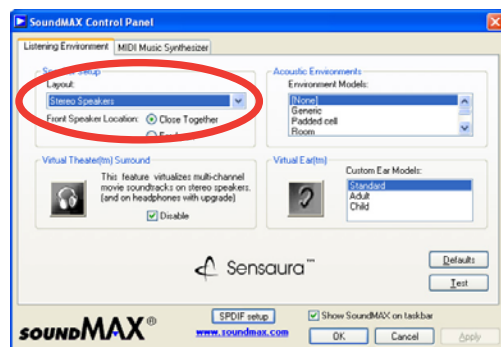 SoundMAX Control Panel
Listening Environment MIDI Music Synthesizer
Layout:
Stereo Speakers
Front Speaker Location: Close Together
Acoustic Environments
Environment Models:
(None)
Generic
Padded cell
Room
Virtual Theater(tm) Surround
This feature virtualizes multi-channel
movie soundtracks on stereo speakers.
(and on headphones with upgrade)
Disable
Virtual Ear(tm)
Custom Ear Models:
Standard
Adult
Child
Sensaura™
Defaults
Test
SOUNDMAX®
SPDIF setup
www.soundmax.com
Show SoundMAX on taskbar
OK Cancel Apply